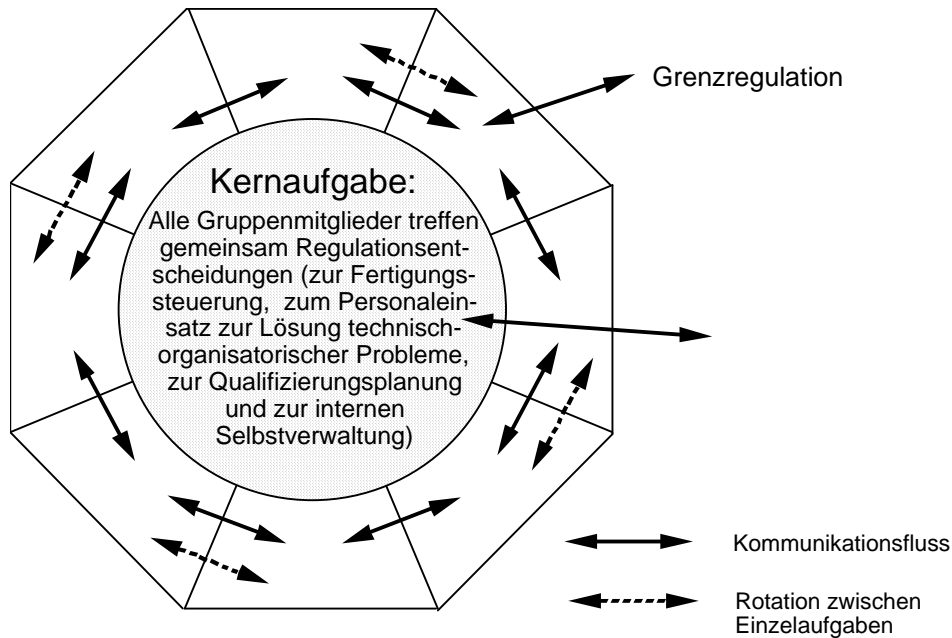 Grenzregulation
Kernaufgabe:
Alle Gruppenmitglieder treffen
gemeinsam Regulationsent-
scheidungen (zur Fertigungs-
steuerung, zum Personalein-
satz zur Lösung technisch-
organisatorischer Probleme,
zur Qualifizierungsplanung
und zur internen
Selbstverwaltung)
Kommunikationsfluss
Rotation zwischen
Einzelaufgaben